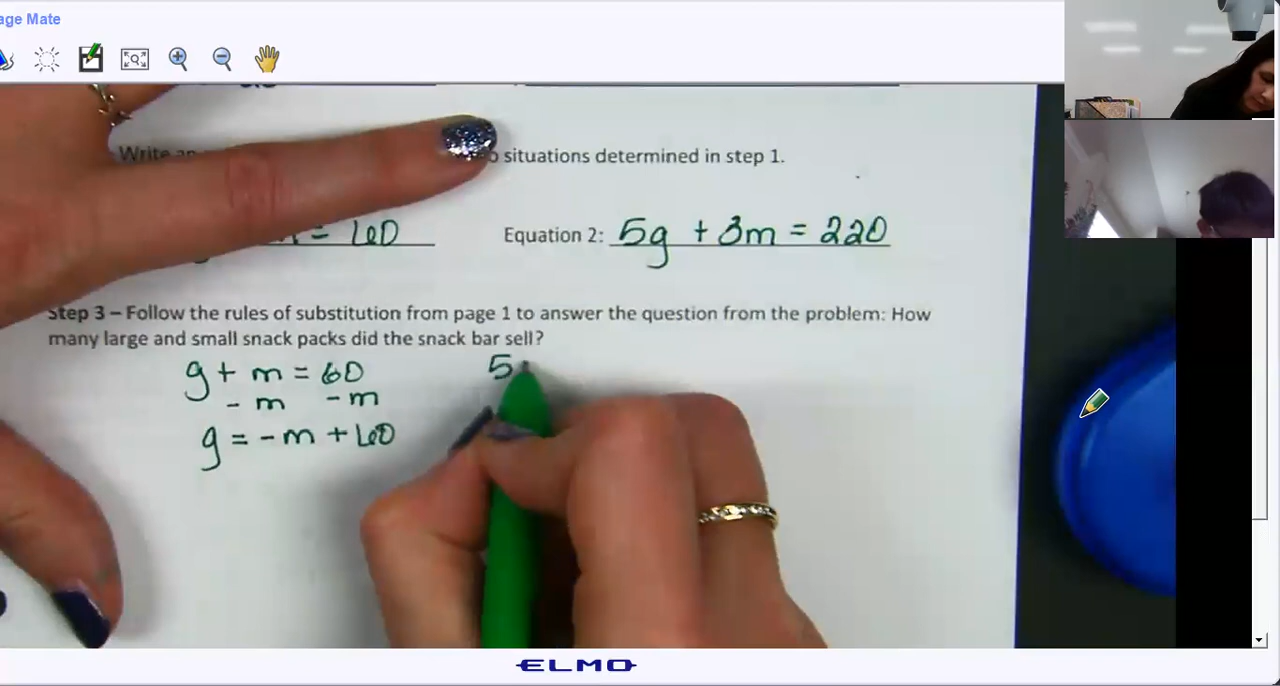 age Mate
Write an situations determined in step 1.
= 60 Equation 2: 5g + 3m = 220
Step 3 – Follow the rules of substitution from page 1 to answer the question from the problem: How
many large and small snack packs did the snack bar sell?
g + m = 60 5
- m - m
g = -m + 60
ELMO